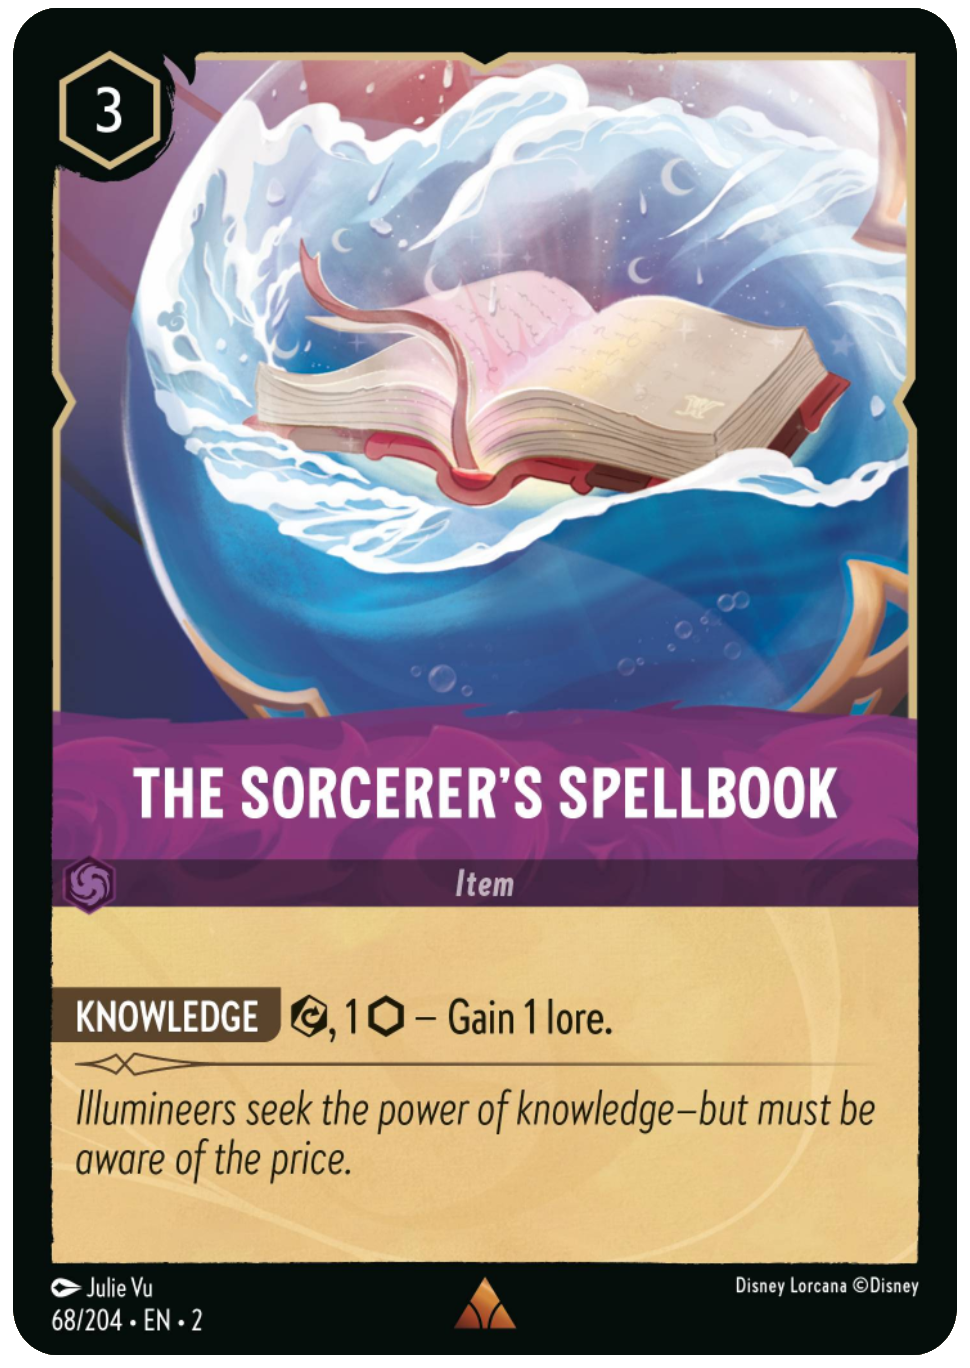 3
THE SORCERER'S SPELLBOOK
Item
KNOWLEDGE , 1 – Gain 1 lore.
Illumineers seek the power of knowledge–but must be
aware of the price.
Julie Vu
Disney Lorcana ©Disney
68/204 • EN • 2